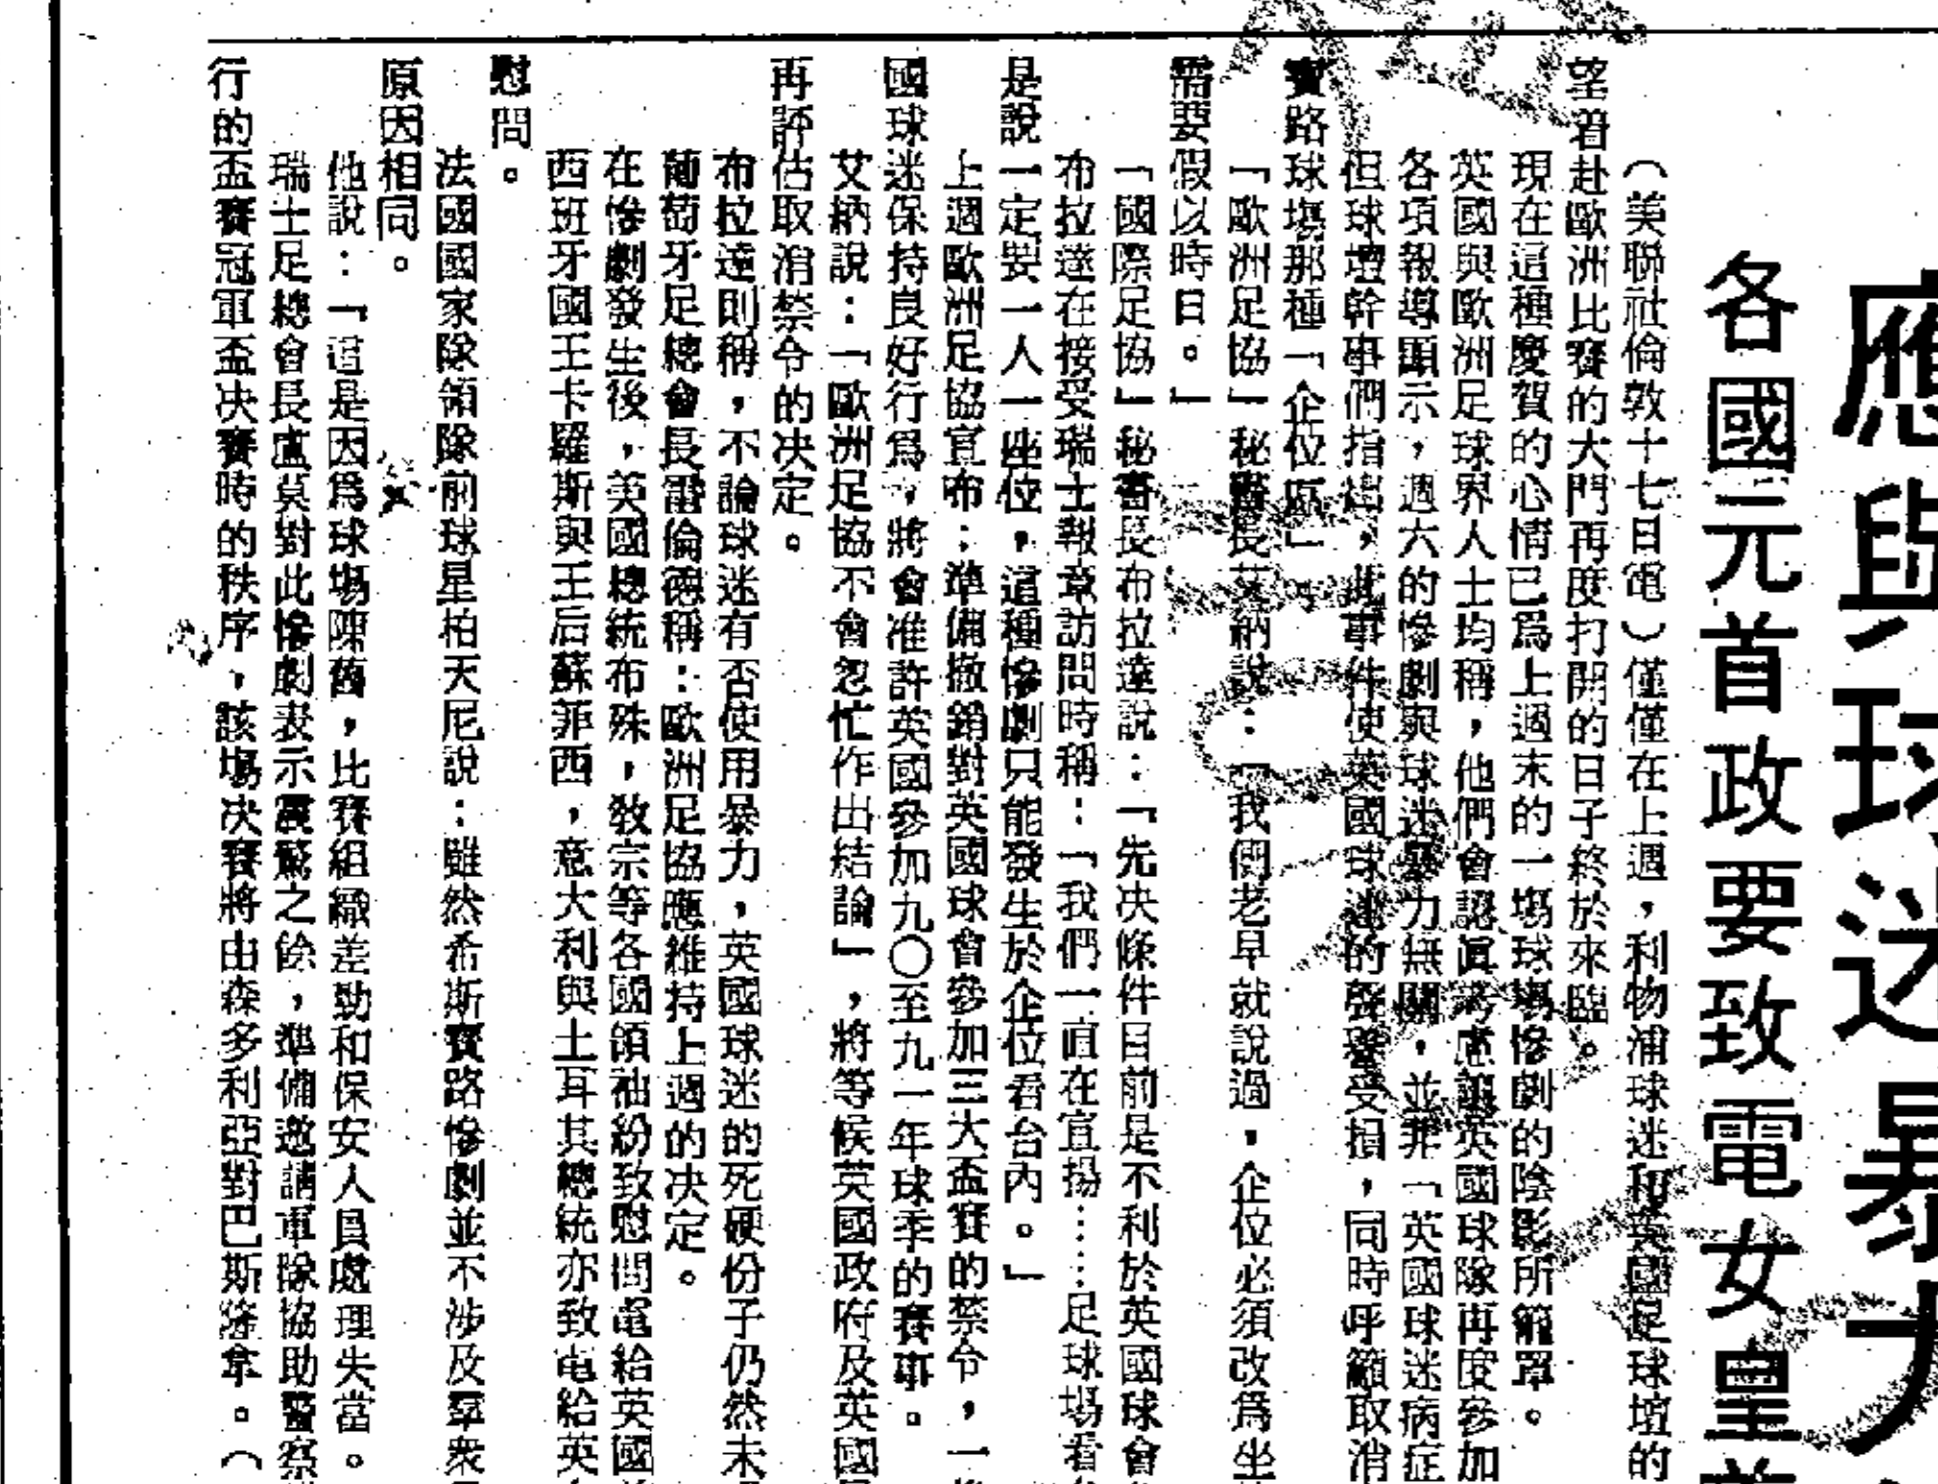 應與球迷暴力
各國元首政要致電女皇
（美聯社倫敦十七日電）僅僅在上週，利物浦球迷和英國足球壇的
望着赴歐洲比賽的大門再度打開的日子終於來臨。
現在這種慶賀的心情已爲上週末的一塲球塲慘劇的陰影所籠罩。
英國與歐洲足球界人士均稱，他們會認眞考慮讓英國球隊再度參加
各項報導顯示，週六的慘劇與球迷暴力無關，並非「英國球迷病症
但球壇幹事們指出，此事件使英國球迷的聲譽受損，同時呼籲取消
寶路球塲那種「企位區」
「歐洲足協」秘書長艾納說：「我們老早就說過，企位必須改爲坐
需要假以時日。」
「國際足協」秘書長布拉達說：「先決條件目前是不利於英國球會
布拉達在接受瑞士報章訪問時稱：「我們一直在宣揚……足球場看
是說一定要一人一座位，這種慘劇只能發生於企位看台內。」
上週歐洲足協宣布：準備撤銷對英國球會參加三大盃賽的禁令，一
國球迷保持良好行爲，將會准許英國參加九〇至九一年球季的賽事。
艾納說：「歐洲足協不會忽忙作出結論」，將等候英國政府及英國
再評估取消禁令的決定。
布拉達則稱，不論球迷有否使用暴力，英國球迷的死硬份子仍然未
葡萄牙足總會長雷倫德稱：歐洲足協應維持上週的決定。
在慘劇發生後，美國總統布殊，敎宗等各國領袖紛致慰問電給英國
西班牙國王卡羅斯與王后蘇菲西，意大利與土耳其總統亦致電給英
慰問。
法國國家隊領隊前球星柏天尼說：雖然希斯寶路慘劇並不涉及羣衆
原因相同。
他說：「這是因爲球塲陳舊，比賽組織差勁和保安人員處理失當。
瑞士足總會長盧莫對此慘劇表示震驚之餘，準備邀請軍隊協助警察
行的盃賽冠軍盃決賽時的秩序，該塲決賽將由森多利亞對巴斯隆拿。（